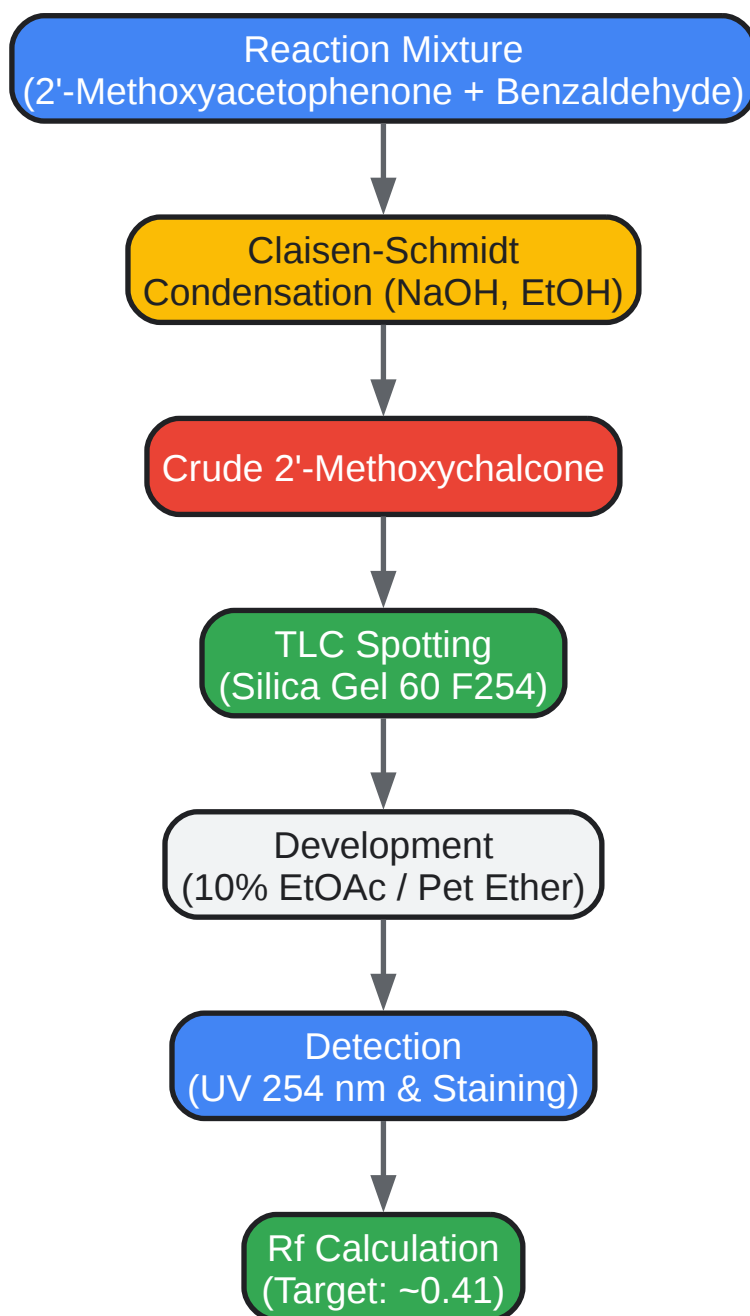 Reaction Mixture
(2'-Methoxyacetophenone + Benzaldehyde)
Claisen-Schmidt
Condensation (NaOH, EtOH)
Crude 2'-Methoxychalcone
TLC Spotting
(Silica Gel 60 F254)
Development
(10% EtOAc / Pet Ether)
Detection
(UV 254 nm & Staining)
Rf Calculation
(Target: ~0.41)